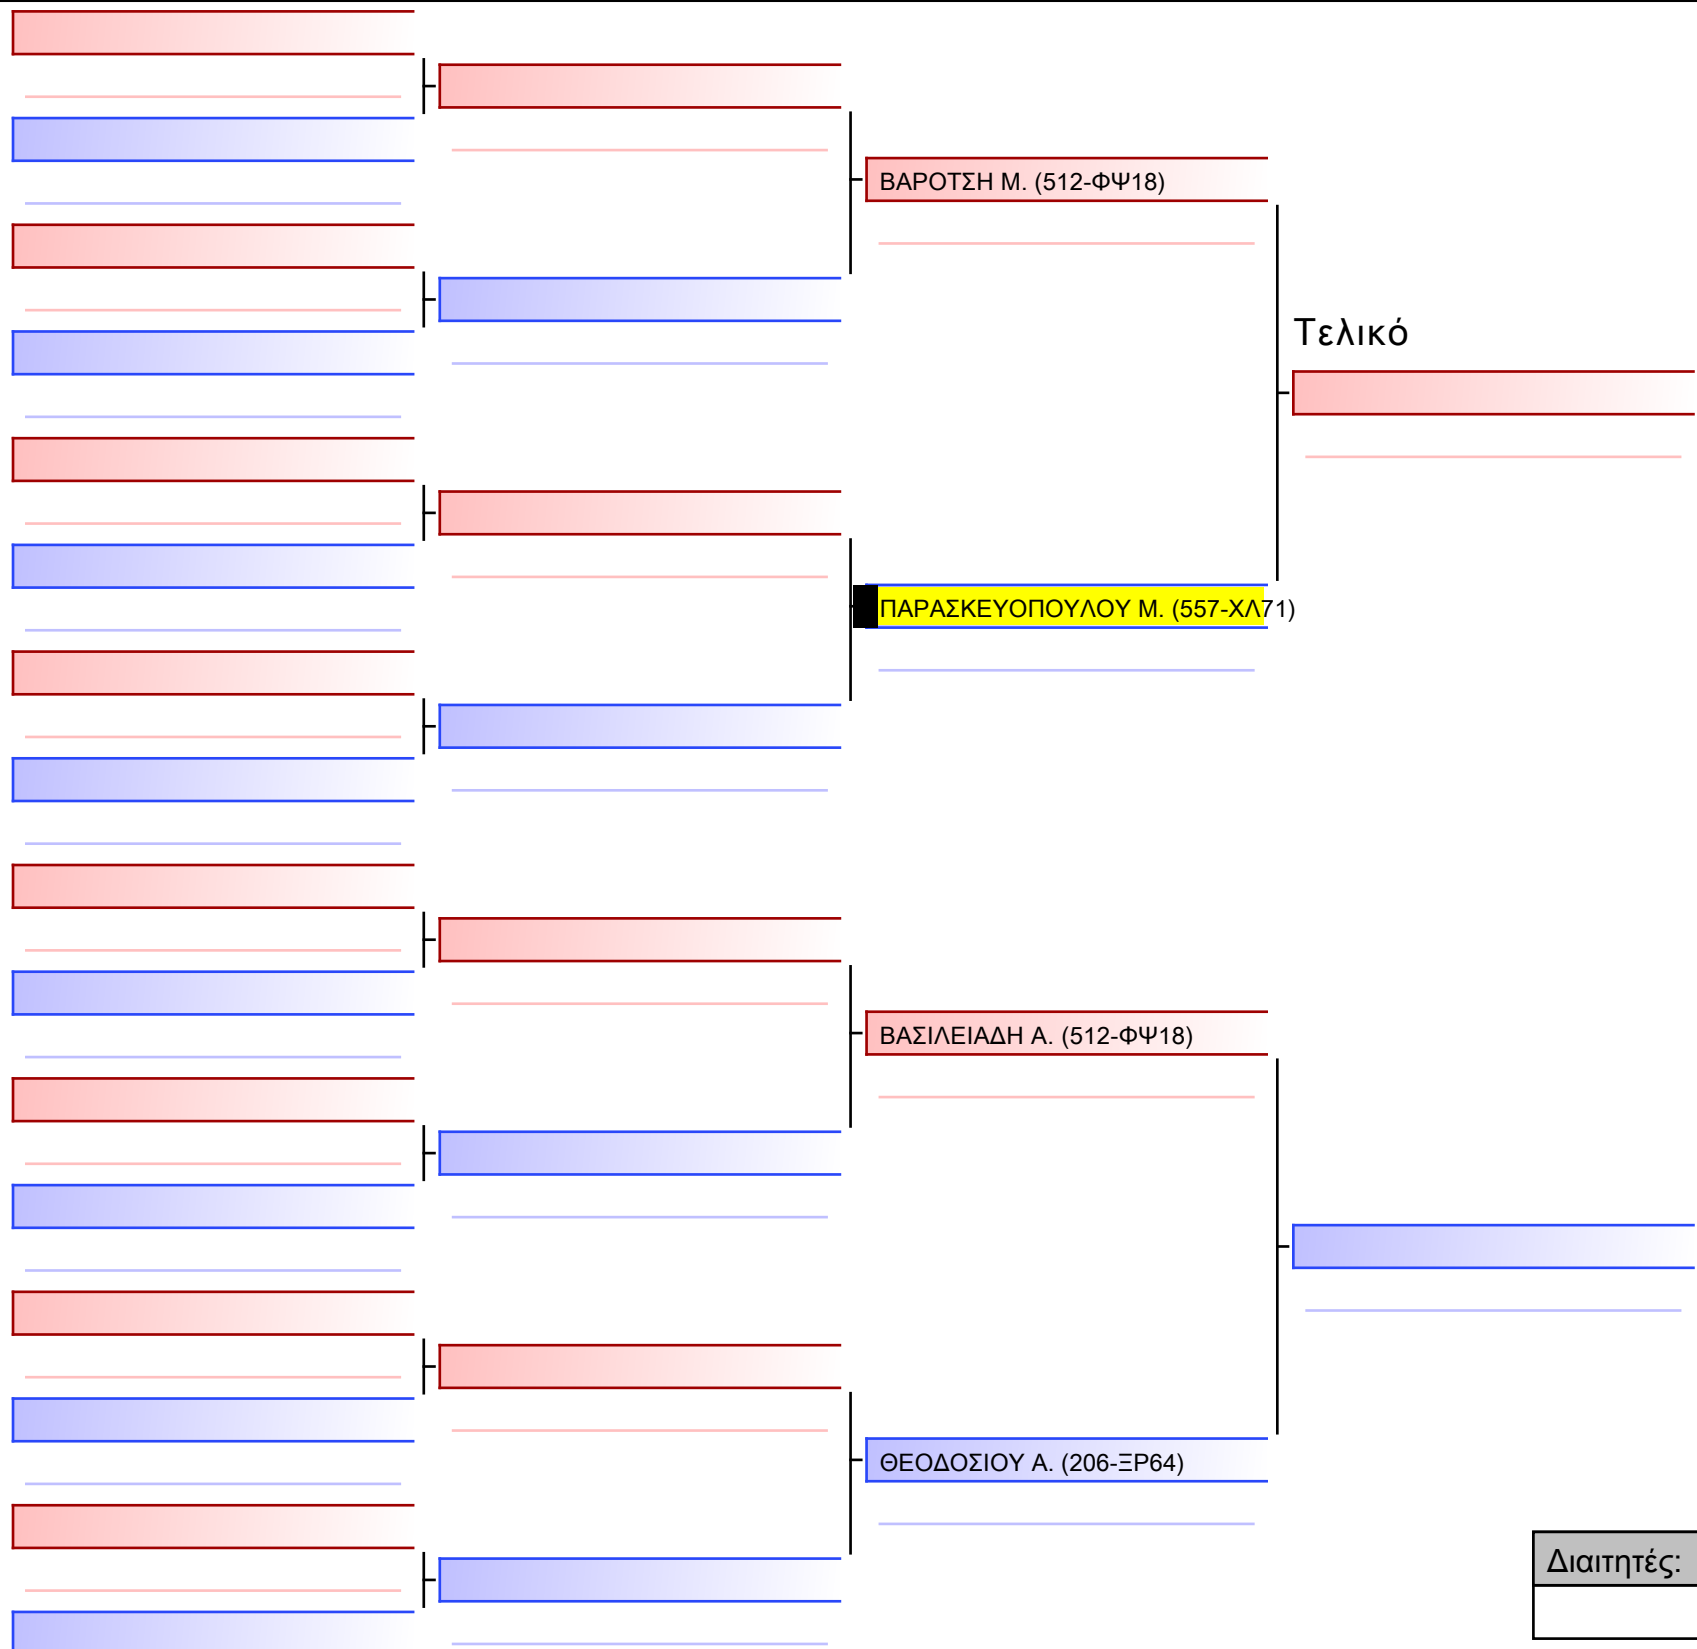 ΒΑΡΟΤΣΗ Μ. (512-ΦΨ18)
Τελικό
ΠΑΡΑΣΚΕΥΟΠΟΥΛΟΥ Μ. (557-ΧΛ71)
ΒΑΣΙΛΕΙΑΔΗ Α. (512-ΦΨ18)
ΘΕΟΔΟΣΙΟΥ Α. (206-ΞΡ64)
Διαιτητές: